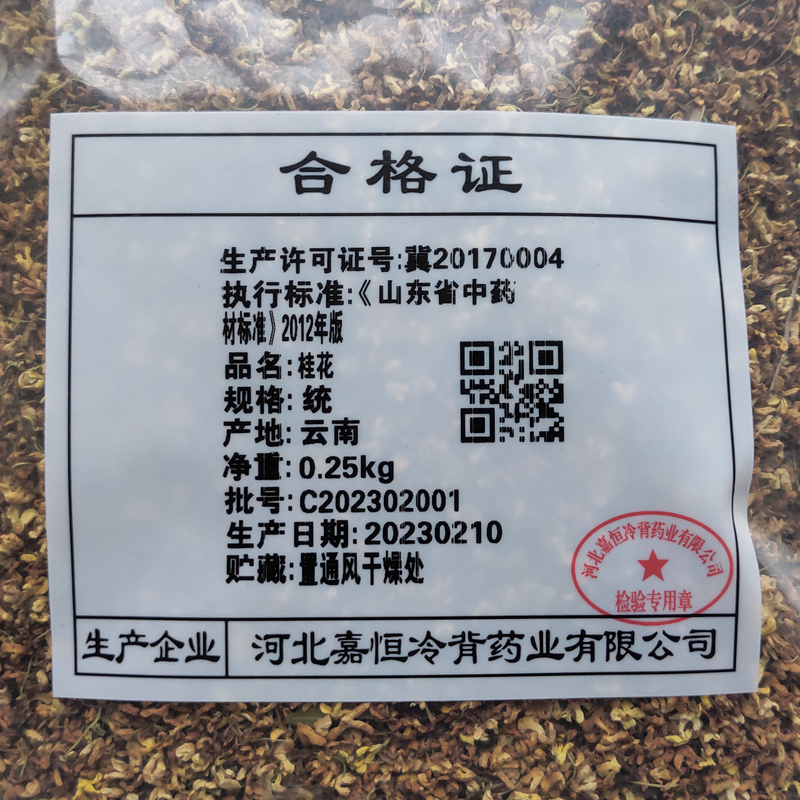 合格证
生产许可证号:冀20170004
执行标准:《山东省中药
材标准》2012年版
品名:桂花
规格:统
产地:云南
净重:0.25kg
批号:C202302001
生产日期:20230210
贮藏:置通风干燥处
河北嘉恒冷背药业有限公司
检验专用章
生产企业 河北嘉恒冷背药业有限公司